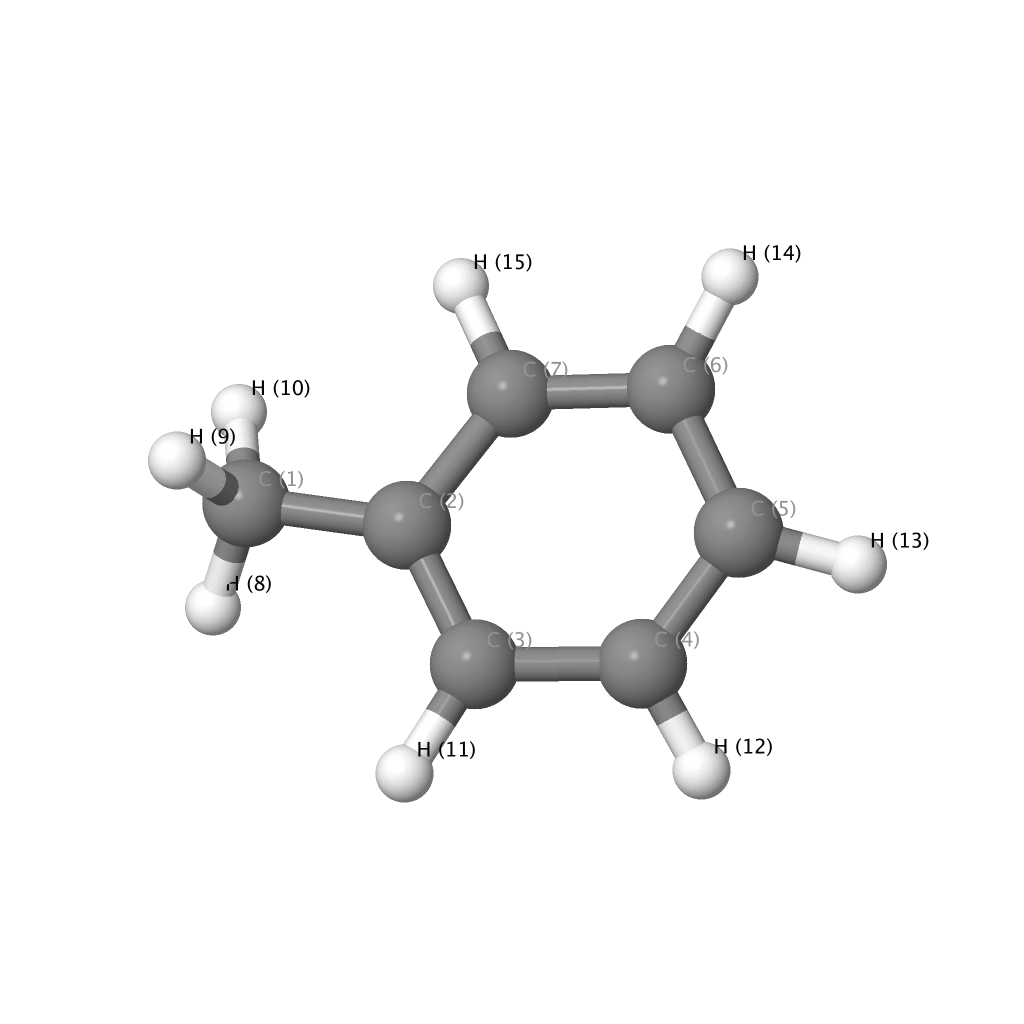 H (14)
H (15)
C (6)
C (7)
H (10)
H (9)
C (1)
C (2)
C (5)
H (13)
H (8)
C (3)
C (4)
H (11)
H (12)